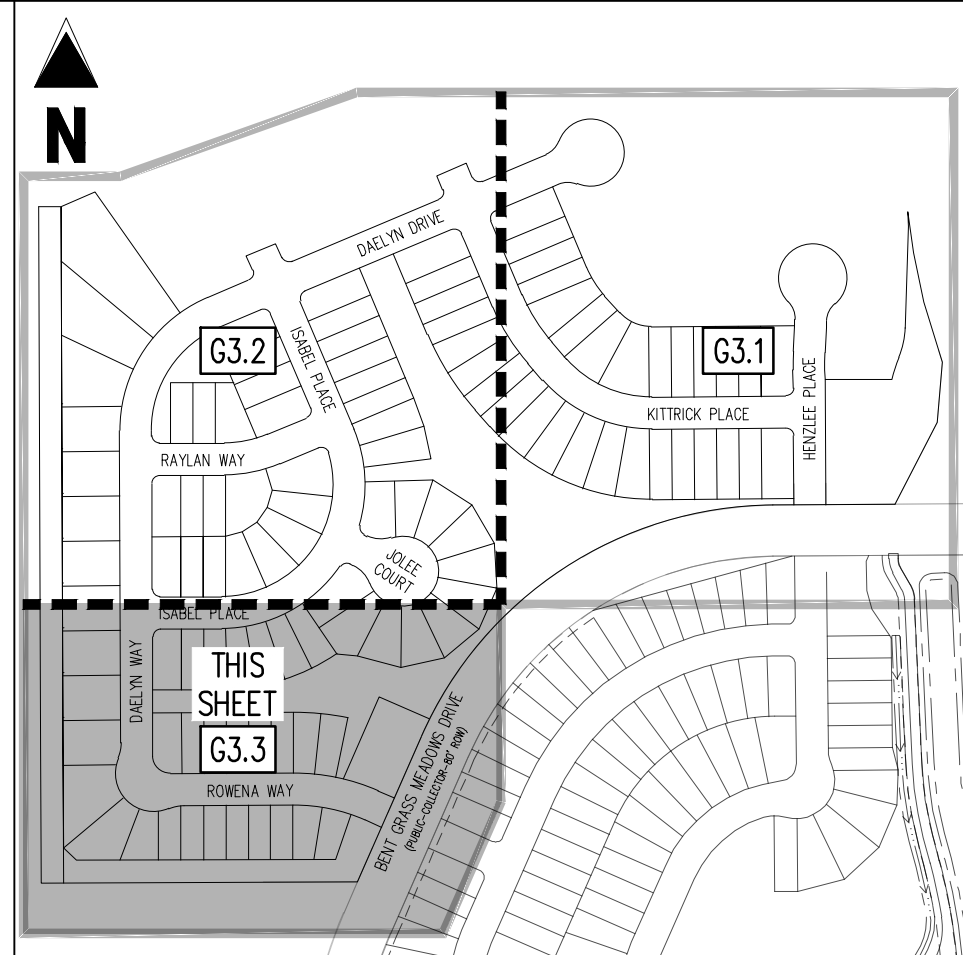 N
DAELYN DRIVE
ISABEL PLACE
G3.2
G3.1
HENZLEE PLACE
KITTRICK PLACE
RAYLAN WAY
JOLEE
COURT
ISABEL PLACE
DAELYN WAY
THIS
SHEET
G3.3
ROWENA WAY
BENT GRASS MEADOWS DRIVE
(PUBLIC-COLLECTOR-80' ROW)